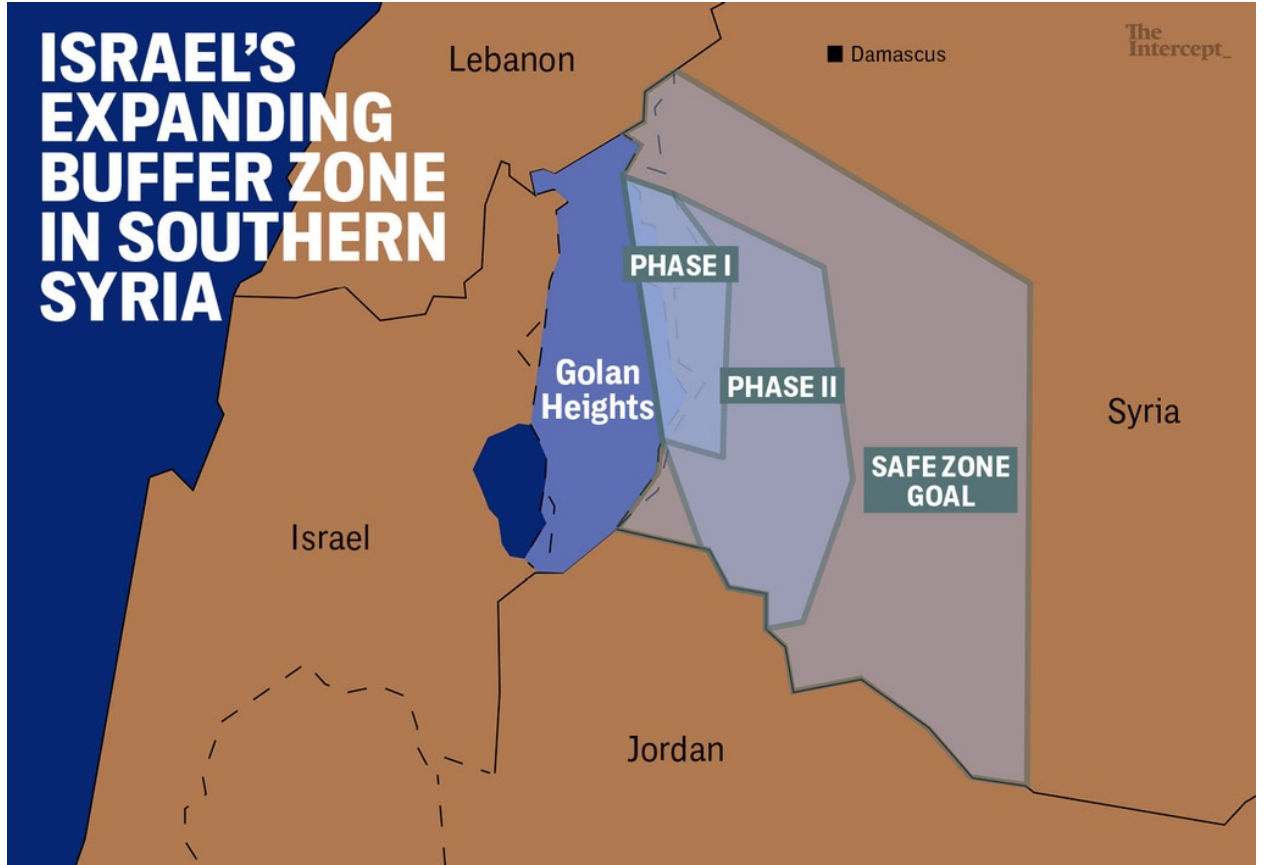 ISRAEL'S
EXPANDING
BUFFER ZONE
IN SOUTHERN
SYRIA
Lebanon
Damascus
The
Intercept_
PHASE I
Golan
Heights
PHASE II
Syria
SAFE ZONE
GOAL
Israel
Jordan